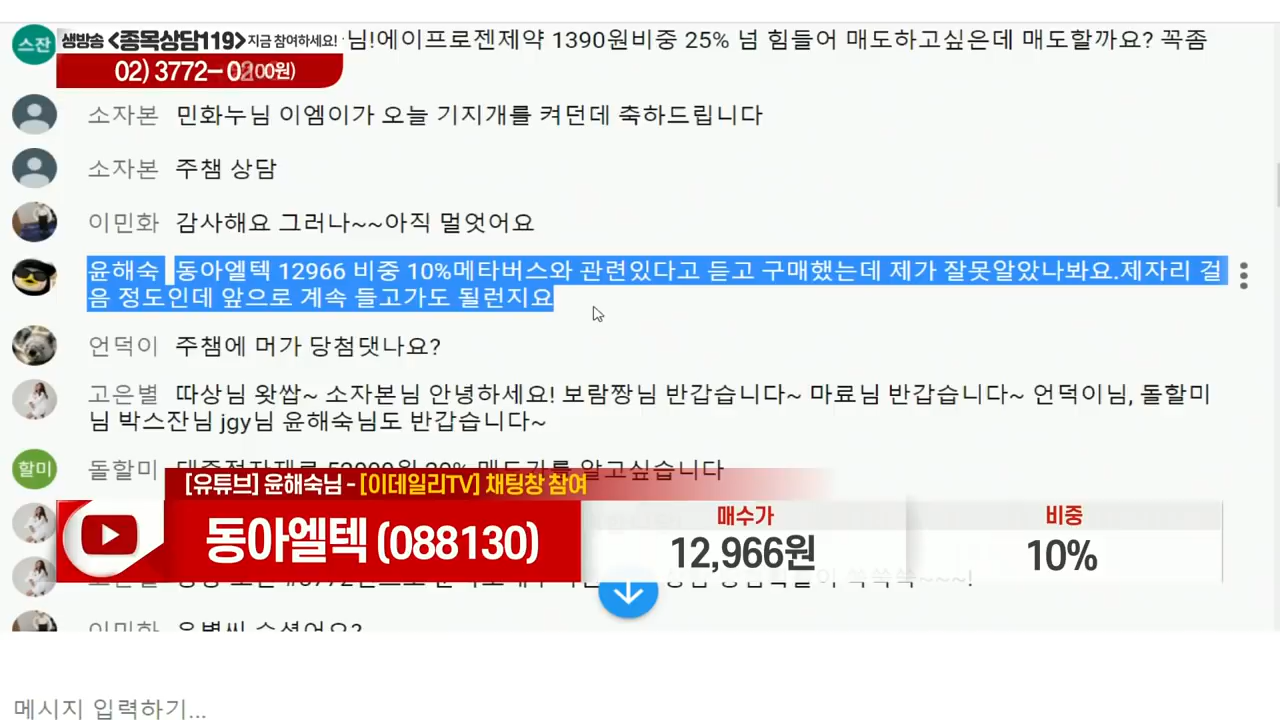 스잔
생방송 <종목상담119> 지금 참여하세요!
님!에이프로젠제약 1390원비중 25% 넘 힘들어 매도하고싶은데 매도할까요? 꼭좀
02) 3772-
소자본 민화누님 이엠이가 오늘 기지개를 켜던데 축하드립니다
소자본 주챔 상담
이민화 감사해요 그러나~~아직 멀엇어요
윤해숙 동아엘텍 12966 비중 10%메타버스와 관련있다고 듣고 구매했는데 제가 잘못알았나봐요.제자리 걸
음 정도인데 앞으로 계속 들고가도 될런지요
언덕이 주챔에 머가 당첨댓나요?
고은별 따상님 왓쌉~ 소자본님 안녕하세요! 보람짱님 반갑습니다~ 마료님 반갑습니다~ 언덕이님, 돌할미
님 박스잔님 jgy님 윤해숙님도 반갑습니다~
할미 돌할미 알고싶습니다
[유튜브] 윤해숙님 - [이데일리TV] 채팅창 참여
동아엘텍 (088130)
매수가
12,966원
비중
10%
메시지 입력하기...